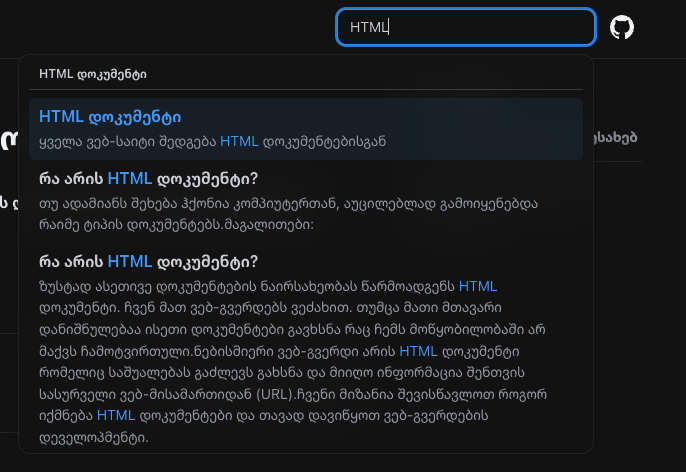 HTML
HTML დოკუმენტი
HTML დოკუმენტი
ყველა ვებ-საიტი შედგება HTML დოკუმენტებისგან
რა არის HTML დოკუმენტი?
თუ ადამიანს შეხება ჰქონია კომპიუტერთან, აუცილებლად გამოიყენებდა
რაიმე ტიპის დოკუმენტებს.მაგალითები:
რა არის HTML დოკუმენტი?
ზუსტად ასეთივე დოკუმენტების ნაირსახეობას წარმოადგენს HTML
დოკუმენტი. ჩვენ მათ ვებ-გვერდებს ვეძახით. თუმცა მათი მთავარი
დანიშნულებაა ისეთი დოკუმენტები გავხსნა რაც ჩემს მოწყობილობაში არ
მაქვს ჩამოტვირთული.ნებისმიერი ვებ-გვერდი არის HTML დოკუმენტი
რომელიც საშუალებას გაძლევს გახსნა და მიიღო ინფორმაცია შენთვის
სასურველი ვებ-მისამართიდან (URL).ჩვენი მიზანია შევისწავლოთ როგორ
იქმნება HTML დოკუმენტები და თავად დავიწყოთ ვებ-გვერდების
დეველოპმენტი.